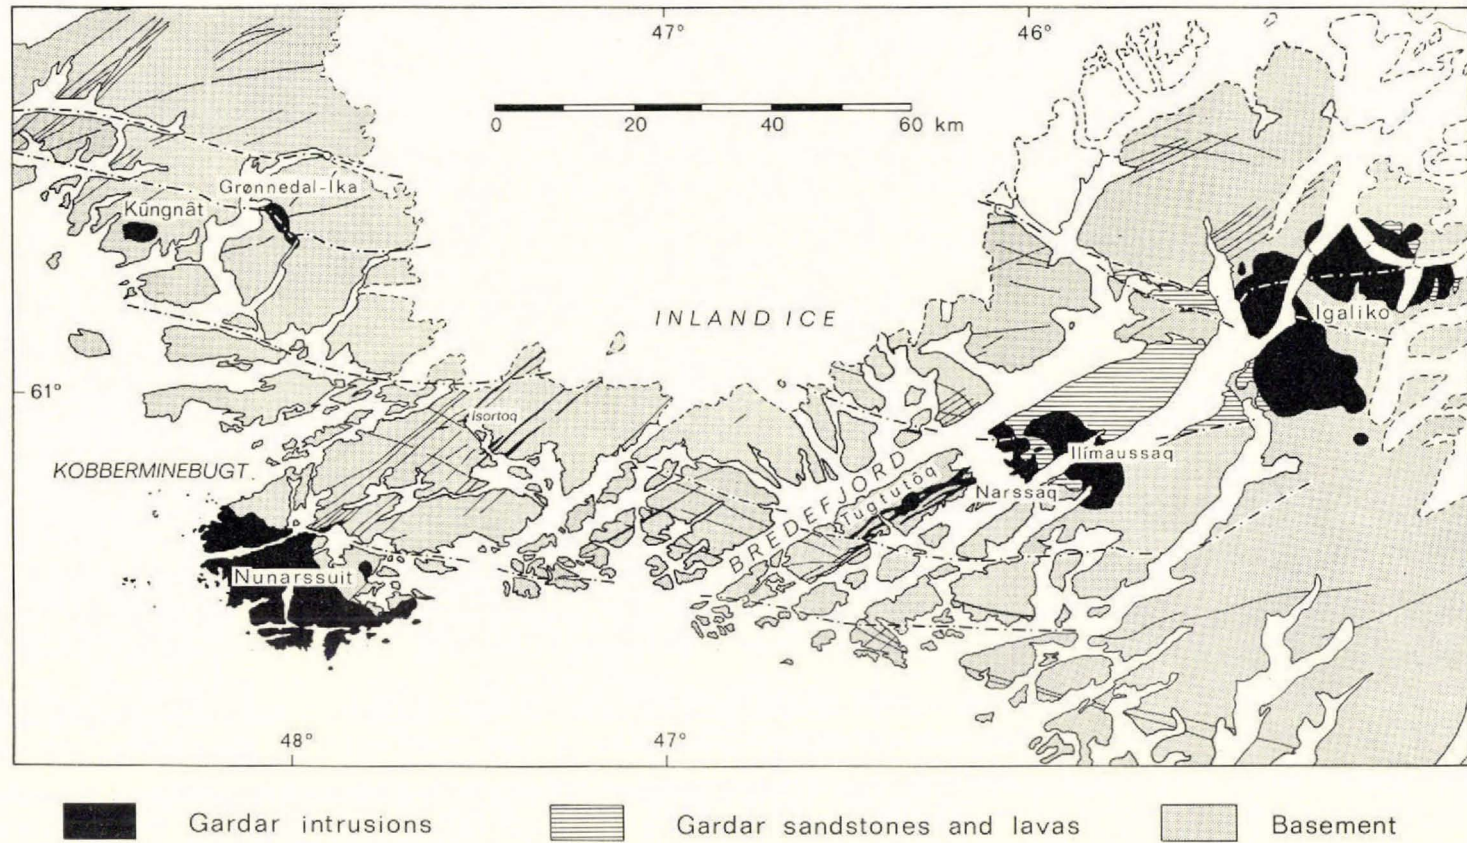 47°
46°
0 20 40 60 km
Grønnedal-Ika
Kûngnât
INLAND ICE
Igaliko
61°
Isortoq
KOBBERMINEBUGT
BREDEFJORD
Ilímaussaq
Tugtutôq
Narssaq
Nunarssuit
48°
47°
Gardar intrusions
Gardar sandstones and lavas
Basement